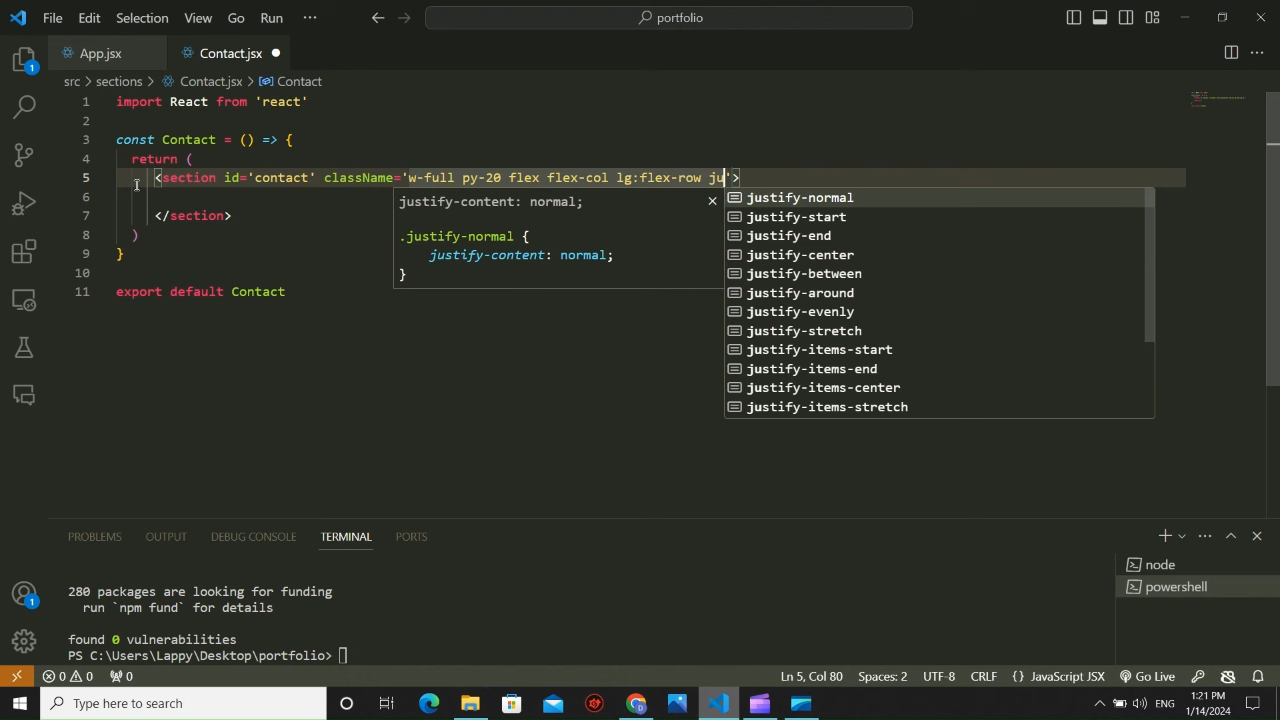 File Edit Selection View Go Run ··· portfolio
App.jsx Contact.jsx
1
src > sections > Contact.jsx > Contact
1 import React from 'react'
2
3 const Contact = () => {
4 return (
5 <section id='contact' className='w-full py-20 flex flex-col lg:flex-row ju'>
6
7 </section>
8 )
9 }
10
11 export default Contact
justify-content: normal;
.justify-normal {
justify-content: normal;
}
justify-normal
justify-start
justify-end
justify-center
justify-between
justify-around
justify-evenly
justify-stretch
justify-items-start
justify-items-end
justify-items-center
justify-items-stretch
PROBLEMS OUTPUT DEBUG CONSOLE TERMINAL PORTS
node
powershell
280 packages are looking for funding
run `npm fund` for details
found 0 vulnerabilities
PS C:\Users\Lappy\Desktop\portfolio>
1
0 0 0 Ln 5, Col 80 Spaces: 2 UTF-8 CRLF {} JavaScript JSX Go Live
Type here to search ENG 1:21 PM 1/14/2024